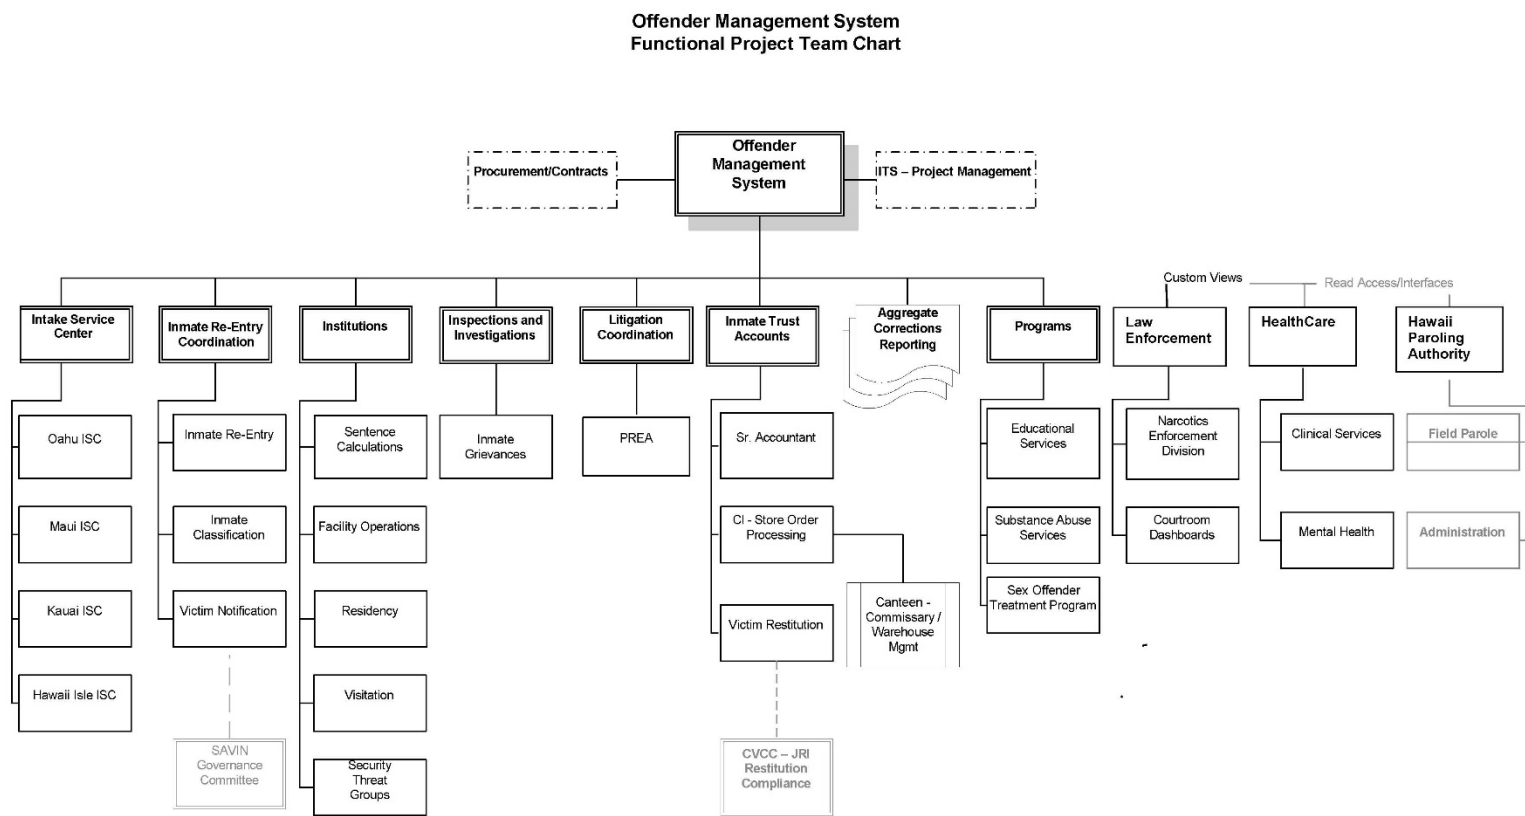 Offender Management System
Functional Project Team Chart
Procurement/Contracts
Offender
Management
System
ITS – Project Management
Custom Views
Read Access/Interfaces
Intake Service
Center
Inmate Re-Entry
Coordination
Institutions
Inspections and
Investigations
Litigation
Coordination
Inmate Trust
Accounts
Aggregate
Corrections
Reporting
Programs
Law
Enforcement
HealthCare
Hawaii
Paroling
Authority
Oahu ISC
Inmate Re-Entry
Sentence
Calculations
Inmate
Grievances
PREA
Sr. Accountant
Educational
Services
Narcotics
Enforcement
Division
Clinical Services
Field Parole
Maui ISC
Inmate
Classification
Facility Operations
CI - Store Order
Processing
Substance Abuse
Services
Courtroom
Dashboards
Mental Health
Administration
Kauai ISC
Victim Notification
Residency
Victim Restitution
Canteen -
Commissary /
Warehouse
Mgmt
Sex Offender
Treatment Program
Hawaii Isle ISC
Visitation
SAVIN
Governance
Committee
Security
Threat
Groups
CVCC – JRI
Restitution
Compliance